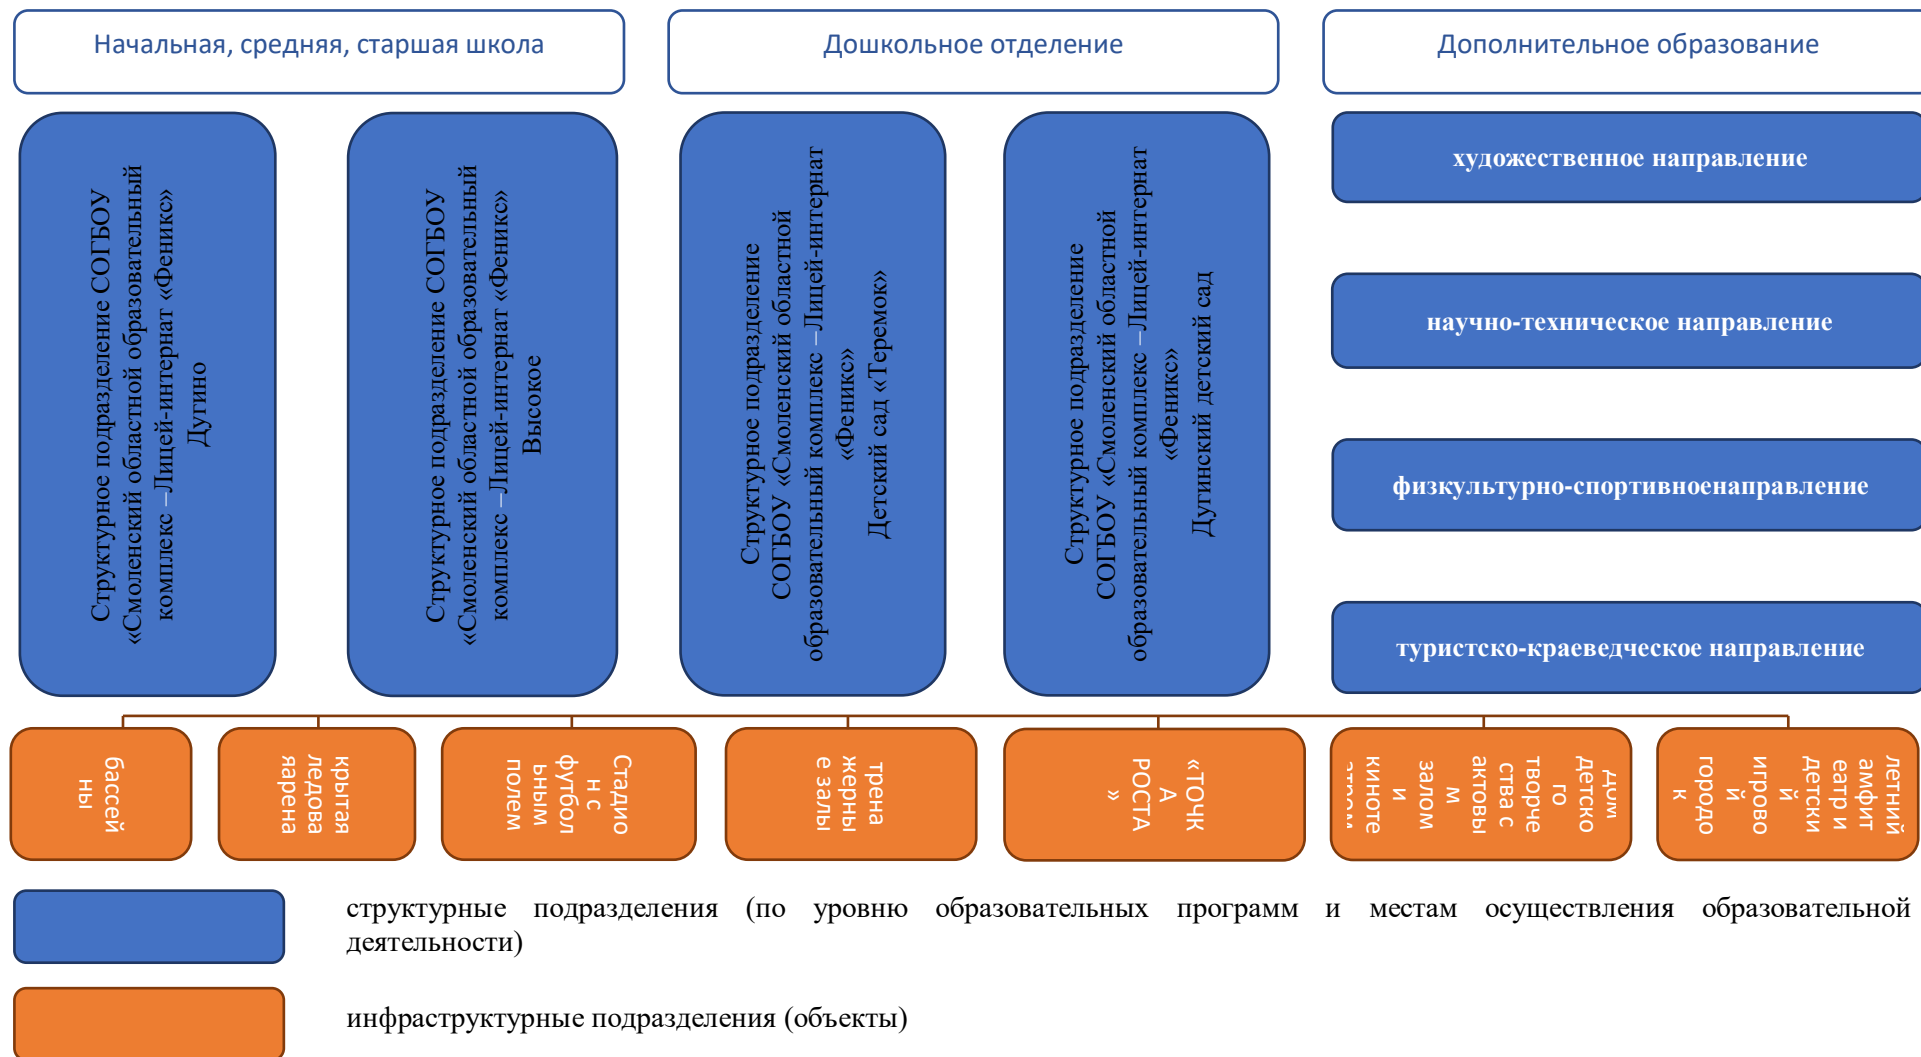 Начальная, средняя, старшая школа
Дошкольное отделение
Дополнительное образование
Структурное подразделение СОГБОУ
«Смоленский областной образовательный
комплекс –Лицей-интернат «Феникс»
Дугино
Структурное подразделение СОГБОУ
«Смоленский областной образовательный
комплекс –Лицей-интернат «Феникс»
Высокое
Структурное подразделение
СОГБОУ «Смоленский областной
образовательный комплекс –Лицей-интернат
«Феникс»
Детский сад «Теремок»
Структурное подразделение
СОГБОУ «Смоленский областной
образовательный комплекс –Лицей-интернат
«Феникс»
Дугинский детский сад
художественное направление
научно-техническое направление
физкультурно-спортивноенаправление
туристско-краеведческое направление
бассей
ны
крытая
ледова
яарена
Стадио
н с
футбол
ьным
полем
трена
жерны
е залы
«ТОЧК
А
РОСТА
»
дом
детско
го
творче
ства с
актовы
м
залом
и
киноте
атром
летний
амфит
еатр и
детски
й
игрово
й
городо
к
структурные подразделения (по уровню образовательных программ и местам осуществления образовательной
деятельности)
инфраструктурные подразделения (объекты)